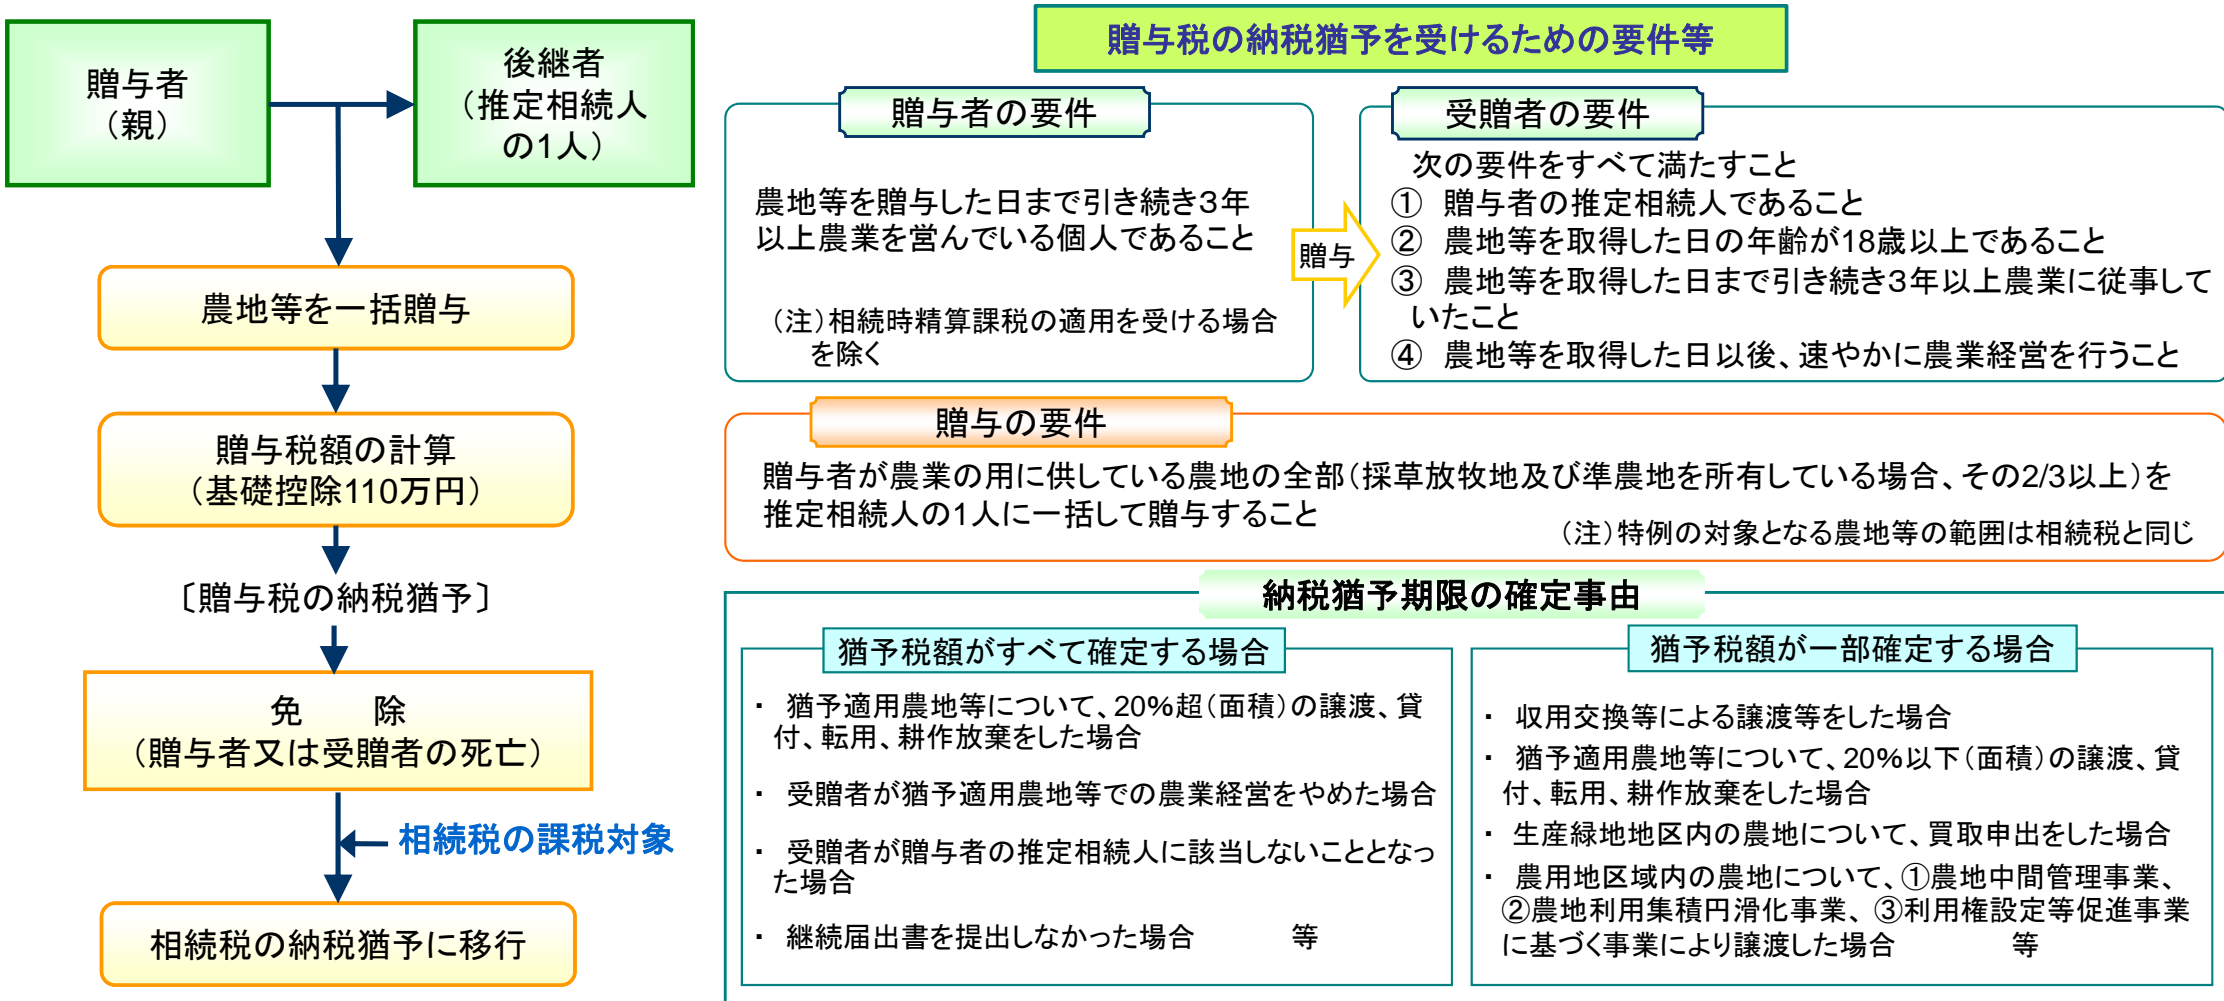 贈与者
（親）
後継者
（推定相続人
の1人）
農地等を一括贈与
贈与税額の計算
（基礎控除110万円）
〔贈与税の納税猶予〕
免　　除
（贈与者又は受贈者の死亡）
相続税の課税対象
相続税の納税猶予に移行
贈与税の納税猶予を受けるための要件等
贈与者の要件
農地等を贈与した日まで引き続き３年
以上農業を営んでいる個人であること
（注）相続時精算課税の適用を受ける場合
を除く
贈与
受贈者の要件
次の要件をすべて満たすこと
①　贈与者の推定相続人であること
②　農地等を取得した日の年齢が18歳以上であること
③　農地等を取得した日まで引き続き３年以上農業に従事して
いたこと
④　農地等を取得した日以後、速やかに農業経営を行うこと
贈与の要件
贈与者が農業の用に供している農地の全部（採草放牧地及び準農地を所有している場合、その2/3以上）を
推定相続人の1人に一括して贈与すること
（注）特例の対象となる農地等の範囲は相続税と同じ
納税猶予期限の確定事由
猶予税額がすべて確定する場合
・　猶予適用農地等について、20%超（面積）の譲渡、貸
付、転用、耕作放棄をした場合
・　受贈者が猶予適用農地等での農業経営をやめた場合
・　受贈者が贈与者の推定相続人に該当しないこととなっ
た場合
・　継続届出書を提出しなかった場合　　　　等
猶予税額が一部確定する場合
・　収用交換等による譲渡等をした場合
・　猶予適用農地等について、20%以下（面積）の譲渡、貸
付、転用、耕作放棄をした場合
・　生産緑地地区内の農地について、買取申出をした場合
・　農用地区域内の農地について、①農地中間管理事業、
②農地利用集積円滑化事業、③利用権設定等促進事業
に基づく事業により譲渡した場合　　　　　等